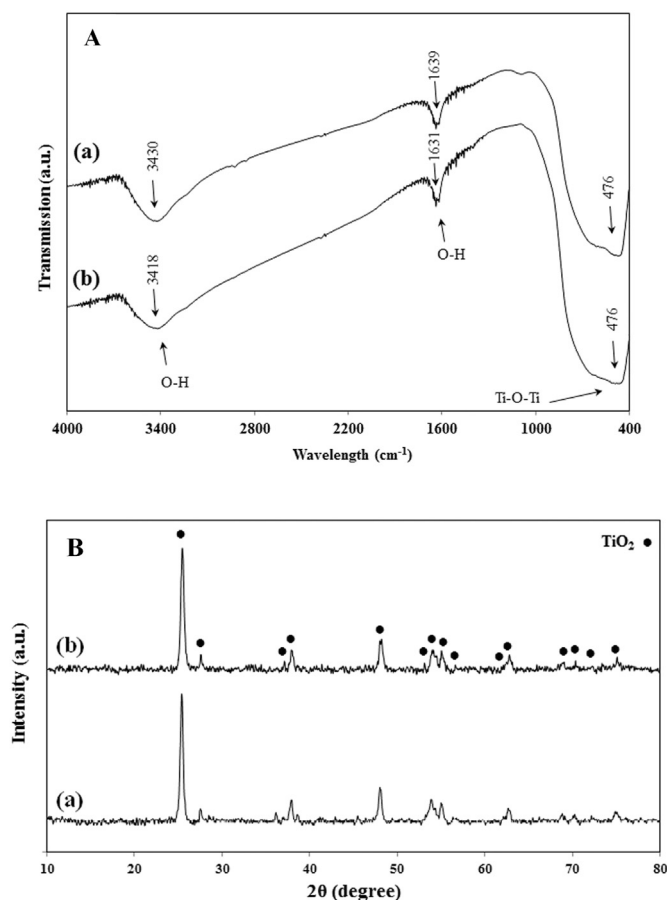 A
Transmission (a.u.)
(a)
3430
1639
476
(b)
3418
1631
476
O-H
O-H
Ti-O-Ti
4000 3400 2800 2200 1600 1000 400
Wavelength (cm-1)
B
TiO2
Intensity (a.u.)
(b)
(a)
10 20 30 40 50 60 70 80
2θ (degree)